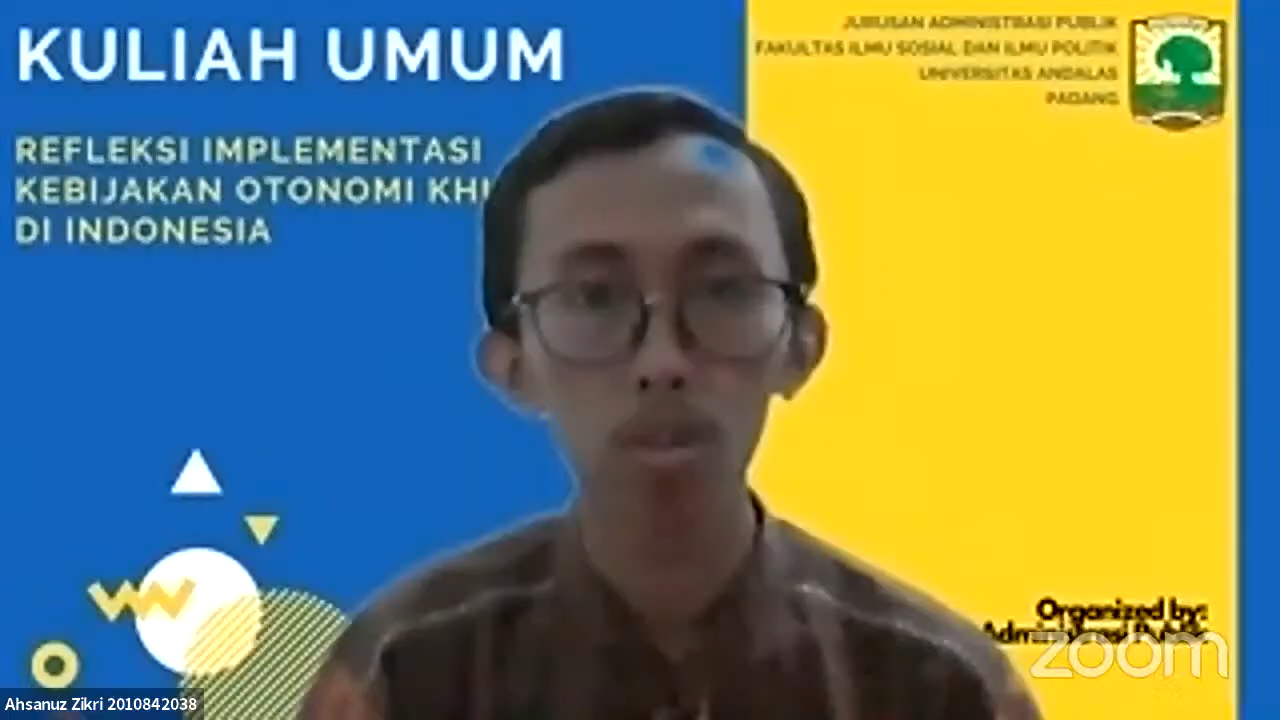 KULIAH UMUM
REFLEKSI IMPLEMENTASI
KEBIJAKAN OTONOMI
DI INDONESIA
JURUSAN ADMINISTRASI PUBLIK
FAKULTAS ILMU SOSIAL DAN ILMU POLITIK
UNIVERSITAS ANDALAS
PADANG
Organized by:
zoom
Ahsanuz Zikri 2010842038